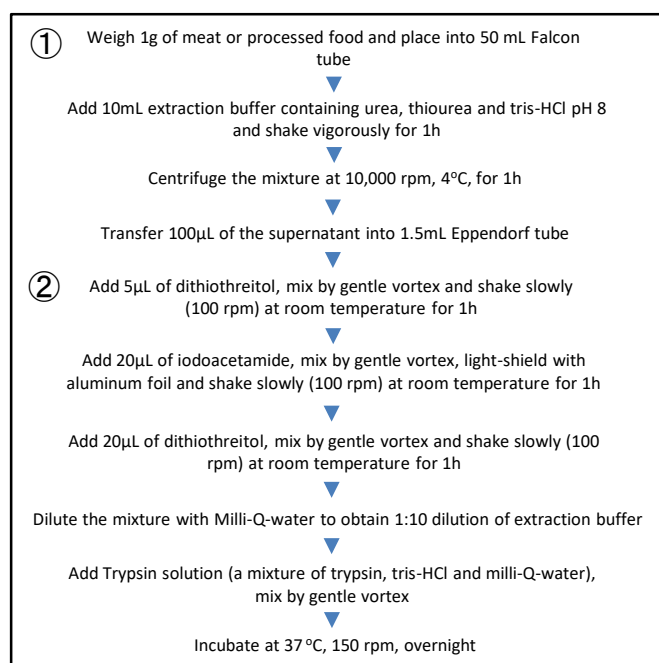 ① Weigh 1g of meat or processed food and place into 50 mL Falcon
tube
Add 10mL extraction buffer containing urea, thiourea and tris-HCl pH 8
and shake vigorously for 1h
Centrifuge the mixture at 10,000 rpm, 4°C, for 1h
Transfer 100µL of the supernatant into 1.5mL Eppendorf tube
② Add 5µL of dithiothreitol, mix by gentle vortex and shake slowly
(100 rpm) at room temperature for 1h
Add 20µL of iodoacetamide, mix by gentle vortex, light-shield with
aluminum foil and shake slowly (100 rpm) at room temperature for 1h
Add 20µL of dithiothreitol, mix by gentle vortex and shake slowly (100
rpm) at room temperature for 1h
Dilute the mixture with Milli-Q-water to obtain 1:10 dilution of extraction buffer
Add Trypsin solution (a mixture of trypsin, tris-HCl and milli-Q-water),
mix by gentle vortex
Incubate at 37 °C, 150 rpm, overnight